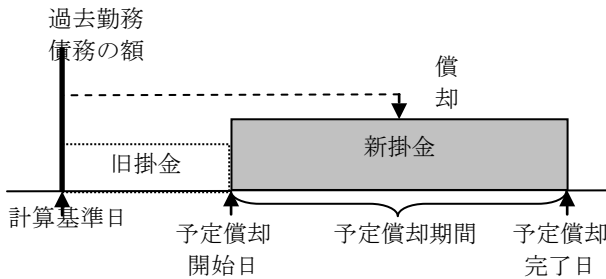 過去勤務
債務の額
償
却
旧掛金
新掛金
計算基準日
予定償却
開始日
予定償却期間
予定償却
完了日